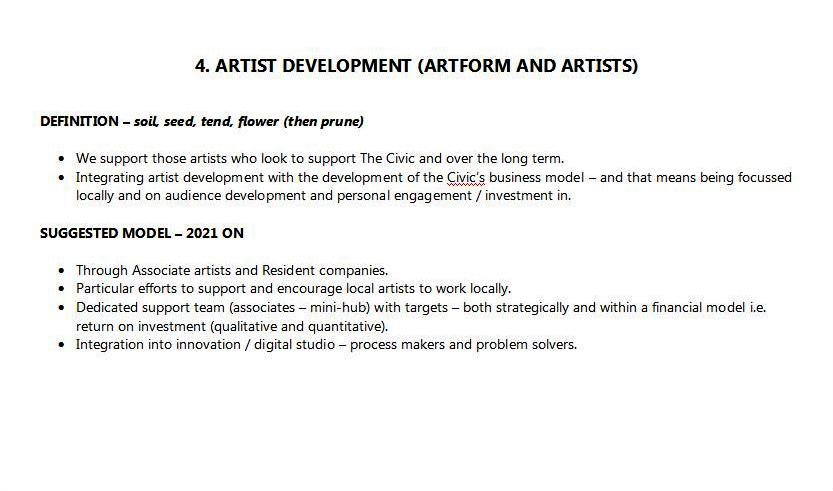 4. ARTIST DEVELOPMENT (ARTFORM AND ARTISTS)
DEFINITION – soil, seed, tend, flower (then prune)
• We support those artists who look to support The Civic and over the long term.
• Integrating artist development with the development of the Civic's business model – and that means being focussed
locally and on audience development and personal engagement / investment in.
SUGGESTED MODEL – 2021 ON
• Through Associate artists and Resident companies.
• Particular efforts to support and encourage local artists to work locally.
• Dedicated support team (associates – mini-hub) with targets – both strategically and within a financial model i.e.
return on investment (qualitative and quantitative).
• Integration into innovation / digital studio – process makers and problem solvers.